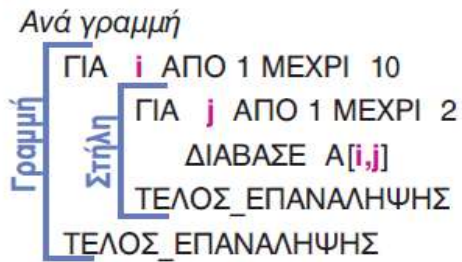 Ανά γραμμή
ΓΙΑ i ΑΠΟ 1 ΜΕΧΡΙ 10
ΓΙΑ j ΑΠΟ 1 ΜΕΧΡΙ 2
ΔΙΑΒΑΣΕ Α[i,j]
ΤΕΛΟΣ_ΕΠΑΝΑΛΗΨΗΣ
ΤΕΛΟΣ_ΕΠΑΝΑΛΗΨΗΣ
Γραμμή
Στήλη